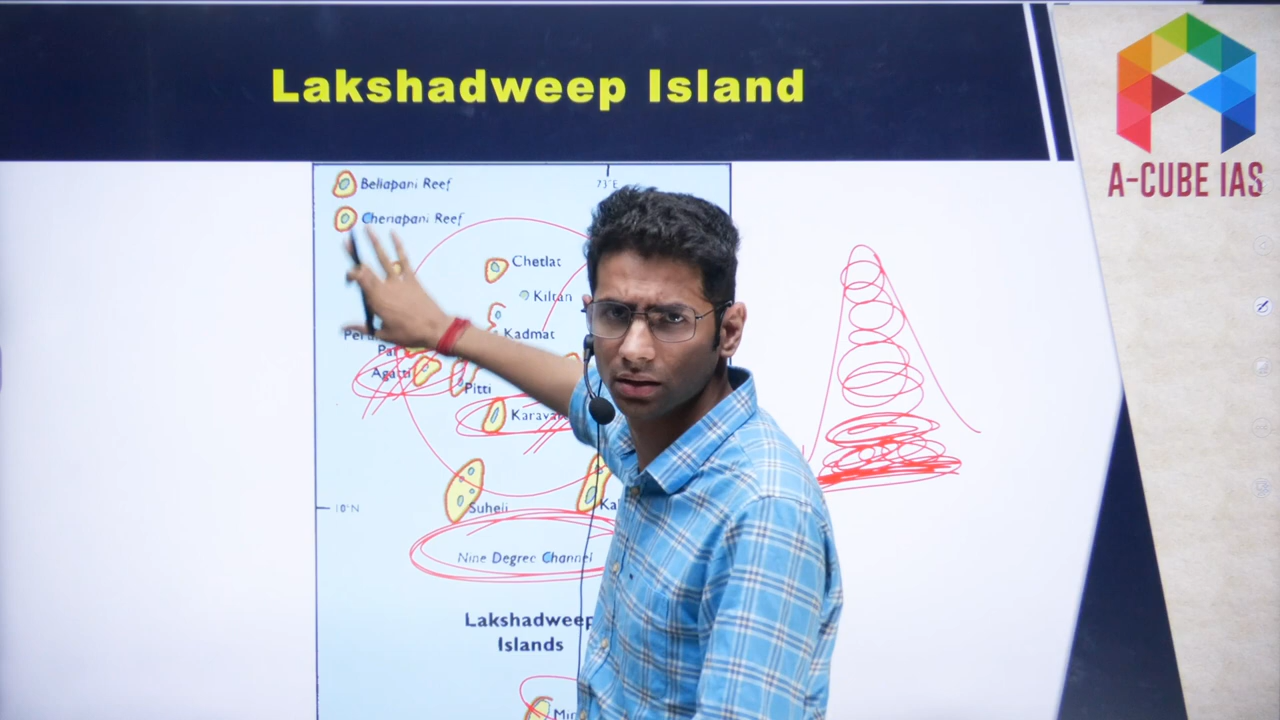 Lakshadweep Island
A-CUBE IAS
Beliapani Reef
73°E
Cheriapani Reef
Chetlat
Kiltan
Kadmat
Agatti
Pitti
Suheli
10°N
Nine Degree Channel
Lakshadweep
Islands